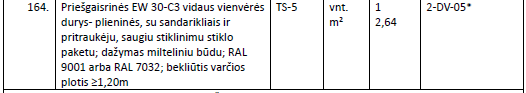 164. Priešgaisrinės EW 30-C3 vidaus vienvėrės TS-5 vnt. 1 2-DV-05*
durys- plieninės, su sandarikliais ir m² 2,64
pritraukėju, saugiu stiklinimu stiklo
paketu; dažymas milteliniu būdu; RAL
9001 arba RAL 7032; bekliūtis varčios
plotis ≥1,20m